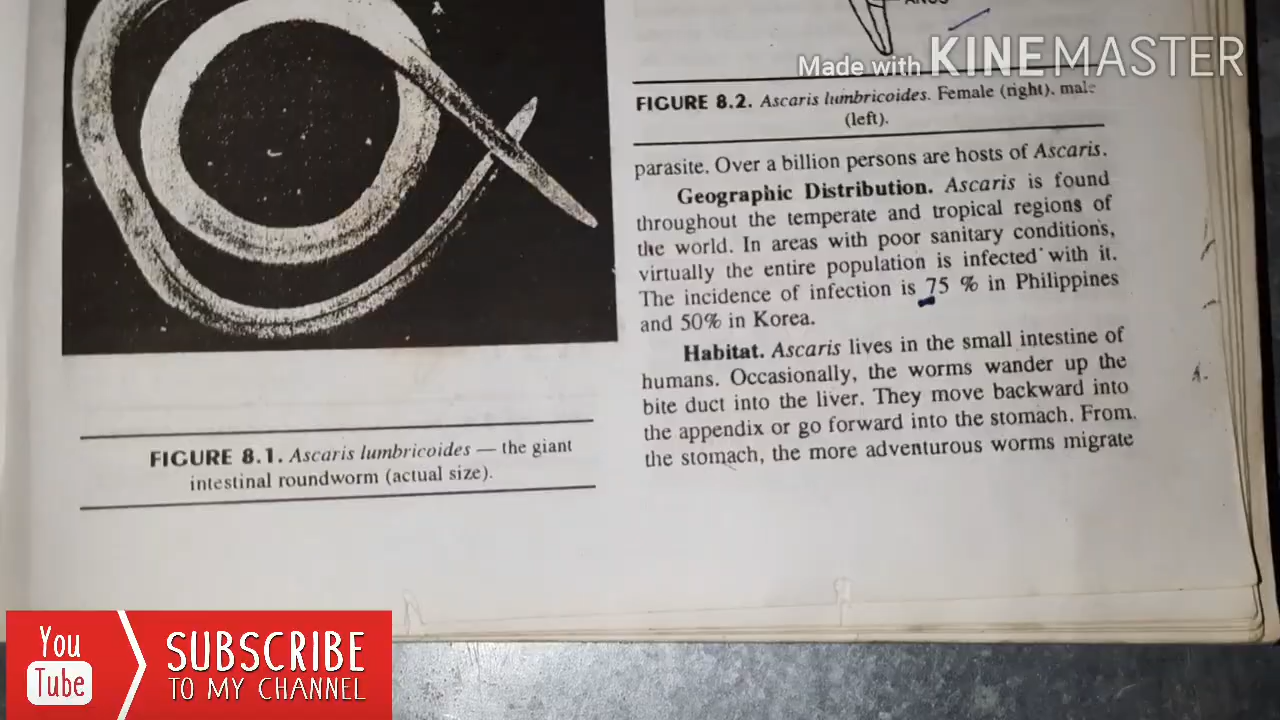 ANUS
Made with KINEMASTER
FIGURE 8.2. Ascaris lumbricoides. Female (right), male
(left).
parasite. Over a billion persons are hosts of Ascaris.
Geographic Distribution. Ascaris is found
throughout the temperate and tropical regions of
the world. In areas with poor sanitary conditions,
virtually the entire population is infected with it.
The incidence of infection is 75 % in Philippines
and 50% in Korea.
Habitat. Ascaris lives in the small intestine of
humans. Occasionally, the worms wander up the
bite duct into the liver. They move backward into
the appendix or go forward into the stomach. From
the stomach, the more adventurous worms migrate
FIGURE 8.1. Ascaris lumbricoides — the giant
intestinal roundworm (actual size).
You
Tube
SUBSCRIBE
TO MY CHANNEL